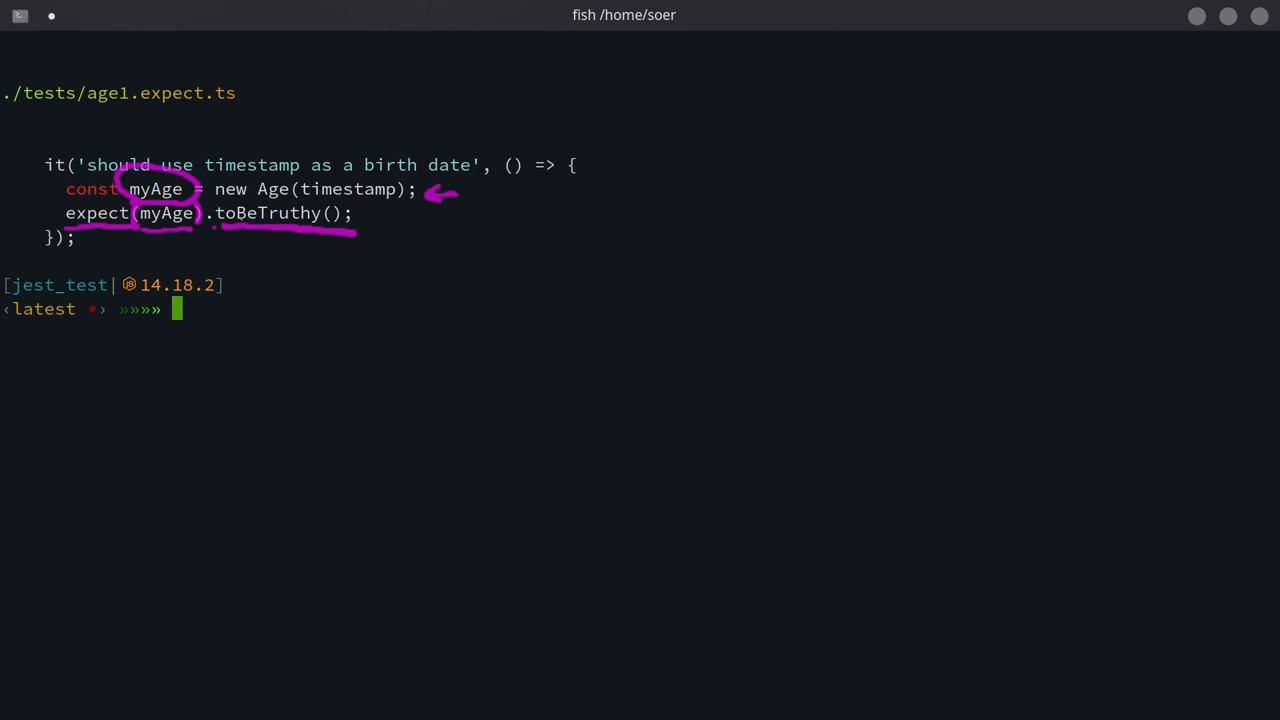 fish /home/soer
./tests/age1.expect.ts
it('should use timestamp as a birth date', () => {
const myAge = new Age(timestamp);
expect(myAge).toBeTruthy();
});
[jest_test|14.18.2]
‹latest *› »»»»